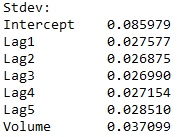 Stdev:
Intercept 0.085979
Lag1 0.027577
Lag2 0.026875
Lag3 0.026990
Lag4 0.027154
Lag5 0.028510
Volume 0.037099